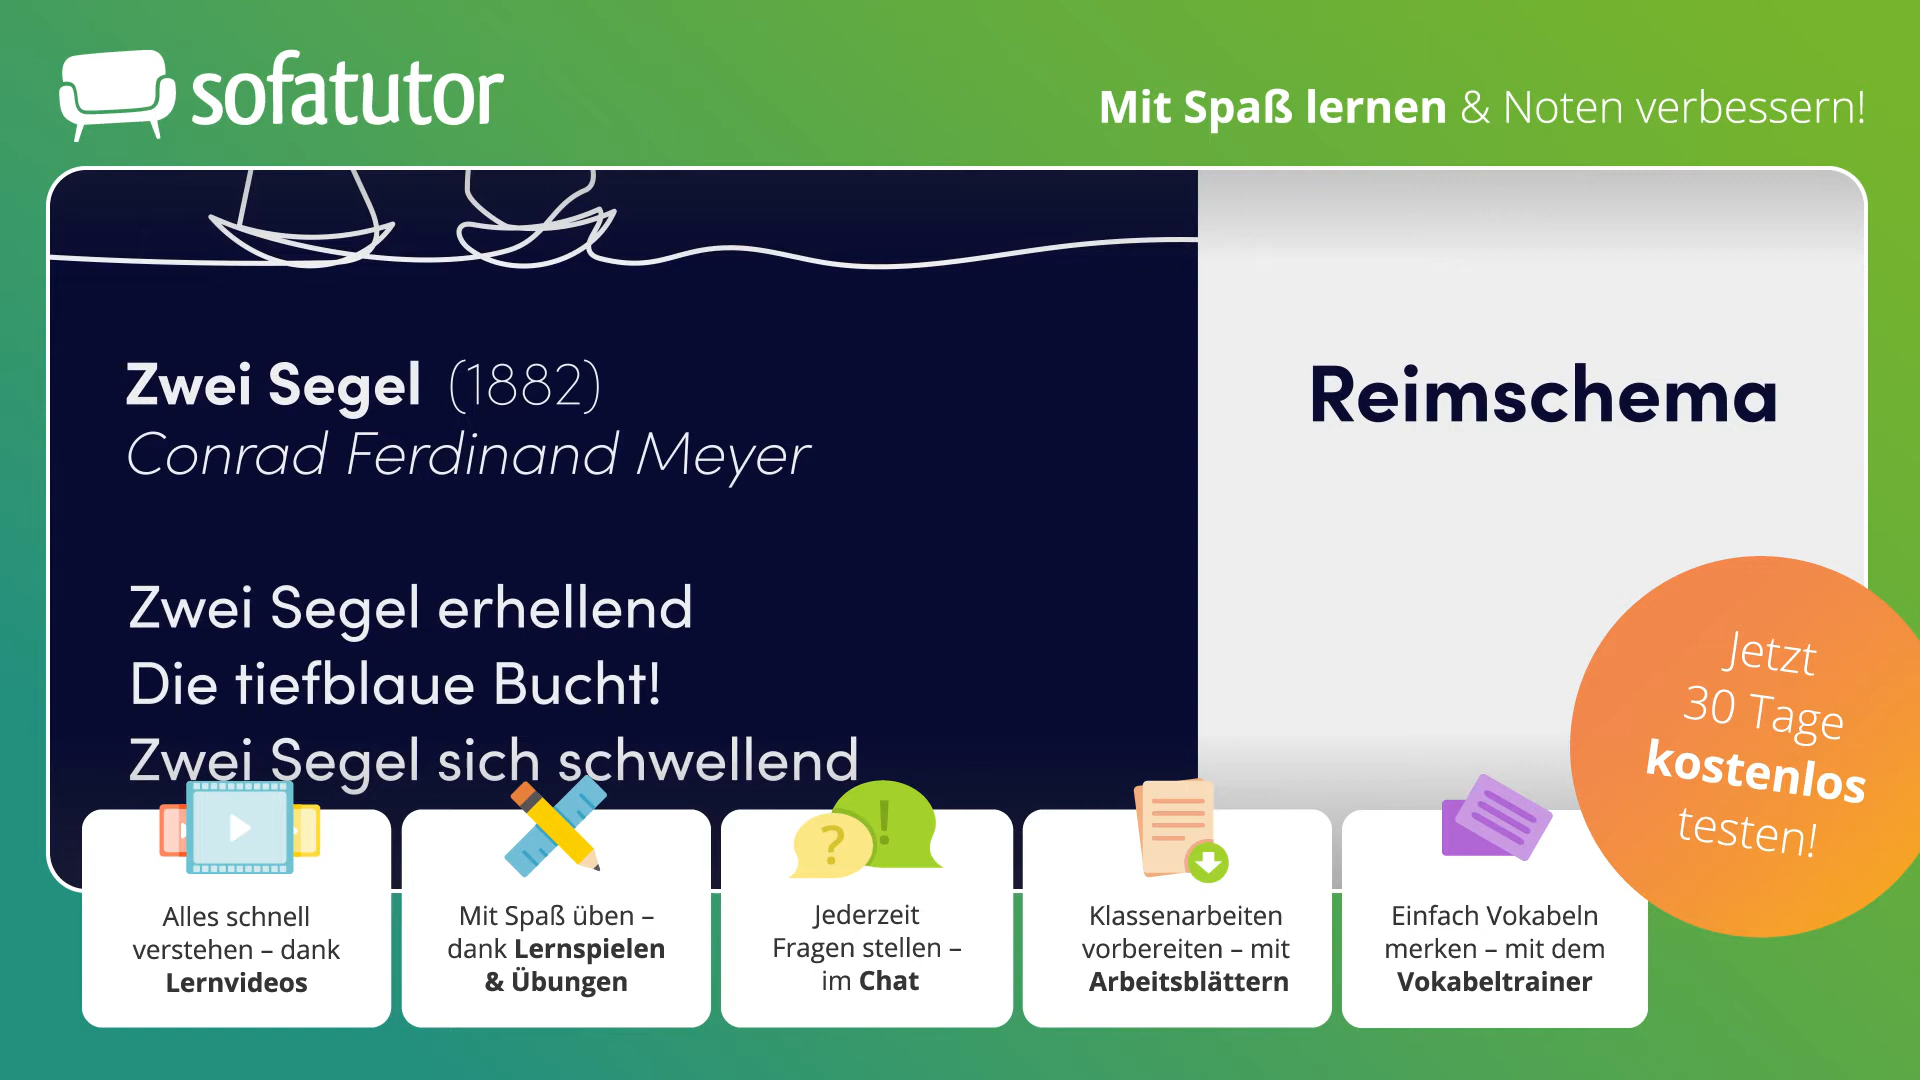 sofatutor
Mit Spaß lernen & Noten verbessern!
Zwei Segel (1882)
Conrad Ferdinand Meyer
Reimschema
Zwei Segel erhellend
Die tiefblaue Bucht!
Zwei Segel sich schwellend
Jetzt
30 Tage
kostenlos
testen!
Alles schnell
verstehen – dank
Lernvideos
Mit Spaß üben –
dank Lernspielen
& Übungen
? !
Jederzeit
Fragen stellen –
im Chat
Klassenarbeiten
vorbereiten – mit
Arbeitsblättern
Einfach Vokabeln
merken – mit dem
Vokabeltrainer